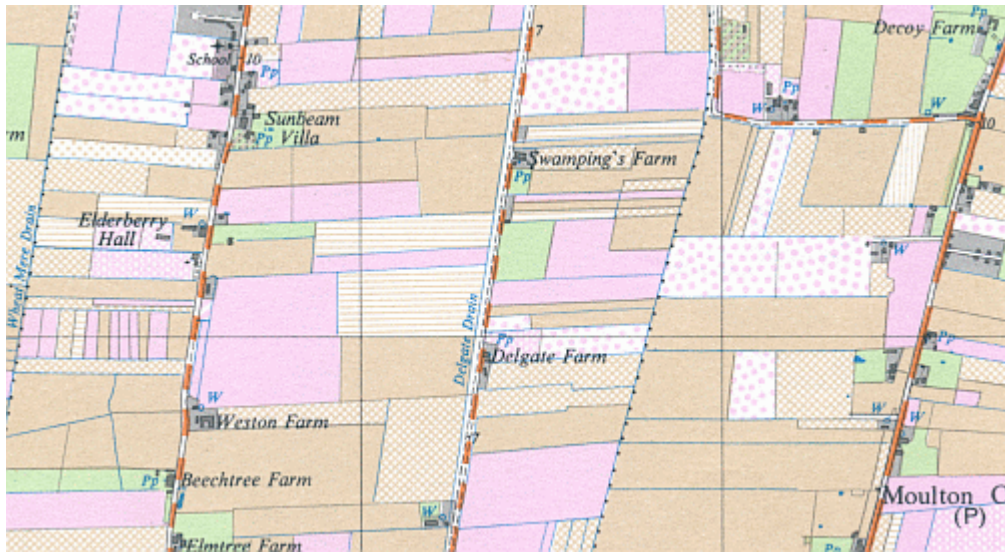 7
Decoy Farm
School
10
Pp
Pp
W
W
10
Sunbeam
Villa
Pp
Swamping's Farm
Pp
W
Elderberry
Hall
W
Wheat Mere Drain
Delgate Drain
Pp
Delgate Farm
Pp
W
Weston Farm
W
W
7
Pp
Beechtree Farm
W
Moulton C
(P)
Elmtree Farm
Pp